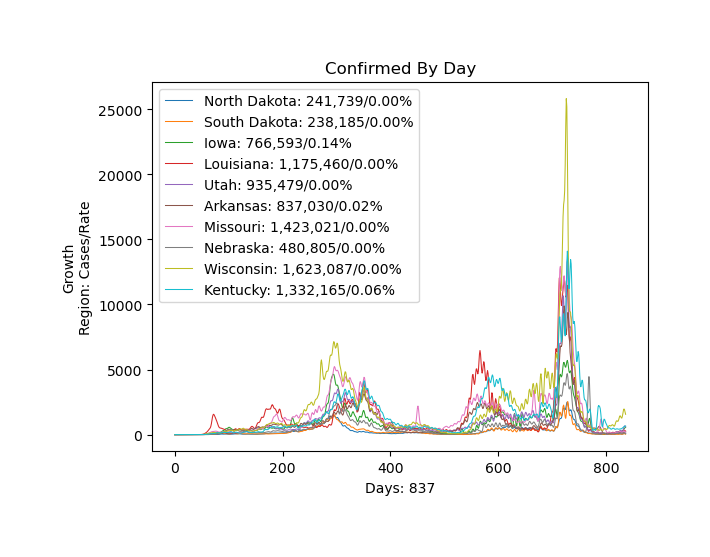 Confirmed By Day
25000
20000
15000
10000
5000
0
Growth
Region: Cases/Rate
North Dakota: 241,739/0.00%
South Dakota: 238,185/0.00%
Iowa: 766,593/0.14%
Louisiana: 1,175,460/0.00%
Utah: 935,479/0.00%
Arkansas: 837,030/0.02%
Missouri: 1,423,021/0.00%
Nebraska: 480,805/0.00%
Wisconsin: 1,623,087/0.00%
Kentucky: 1,332,165/0.06%
0 200 400 600 800
Days: 837